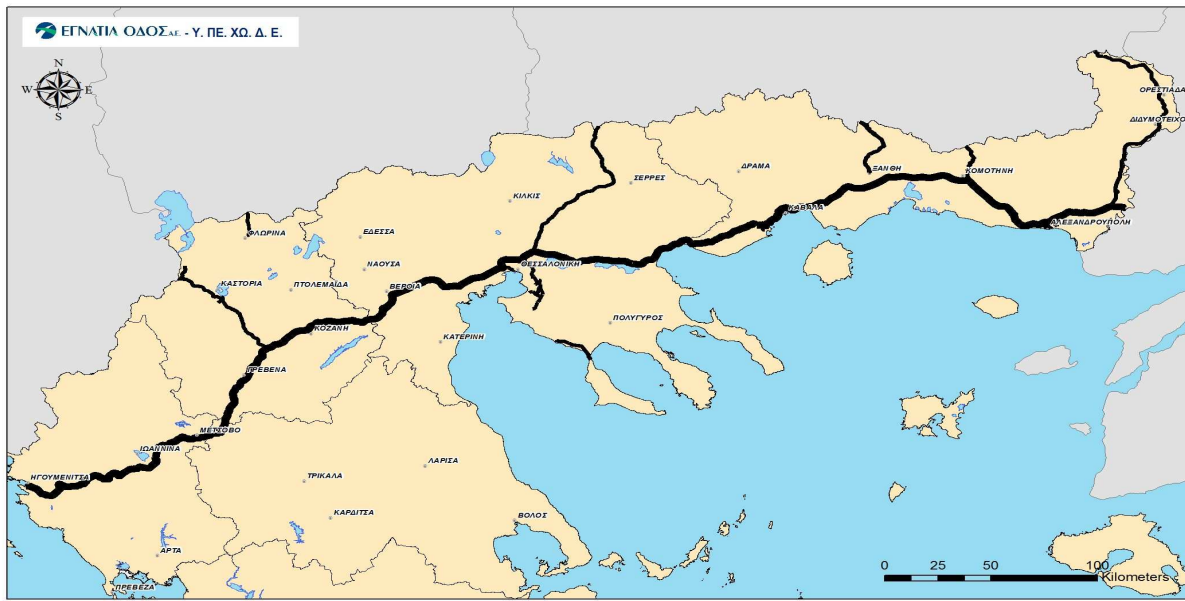 ΕΓΝΑΤΙΑ ΟΔΟΣ Α.Ε. - Υ. ΠΕ. ΧΩ. Δ. Ε.
N
W E
S
ΟΡΕΣΤΙΑΔΑ
ΔΙΔΥΜΟΤΕΙΧΟ
ΔΡΑΜΑ
ΞΑΝΘΗ
ΚΟΜΟΤΗΝΗ
ΣΕΡΡΕΣ
ΚΙΛΚΙΣ
ΚΑΒΑΛΑ
ΑΛΕΞΑΝΔΡΟΥΠΟΛΗ
ΦΛΩΡΙΝΑ
ΕΔΕΣΣΑ
ΝΑΟΥΣΑ
ΘΕΣΣΑΛΟΝΙΚΗ
ΚΑΣΤΟΡΙΑ
ΠΤΟΛΕΜΑΪΔΑ
ΒΕΡΟΙΑ
ΠΟΛΥΓΥΡΟΣ
ΚΟΖΑΝΗ
ΚΑΤΕΡΙΝΗ
ΓΡΕΒΕΝΑ
ΜΕΤΣΟΒΟ
ΙΩΑΝΝΙΝΑ
ΛΑΡΙΣΑ
ΗΓΟΥΜΕΝΙΤΣΑ
ΤΡΙΚΑΛΑ
ΚΑΡΔΙΤΣΑ
ΒΟΛΟΣ
ΑΡΤΑ
ΠΡΕΒΕΖΑ
0 25 50 100
Kilometers